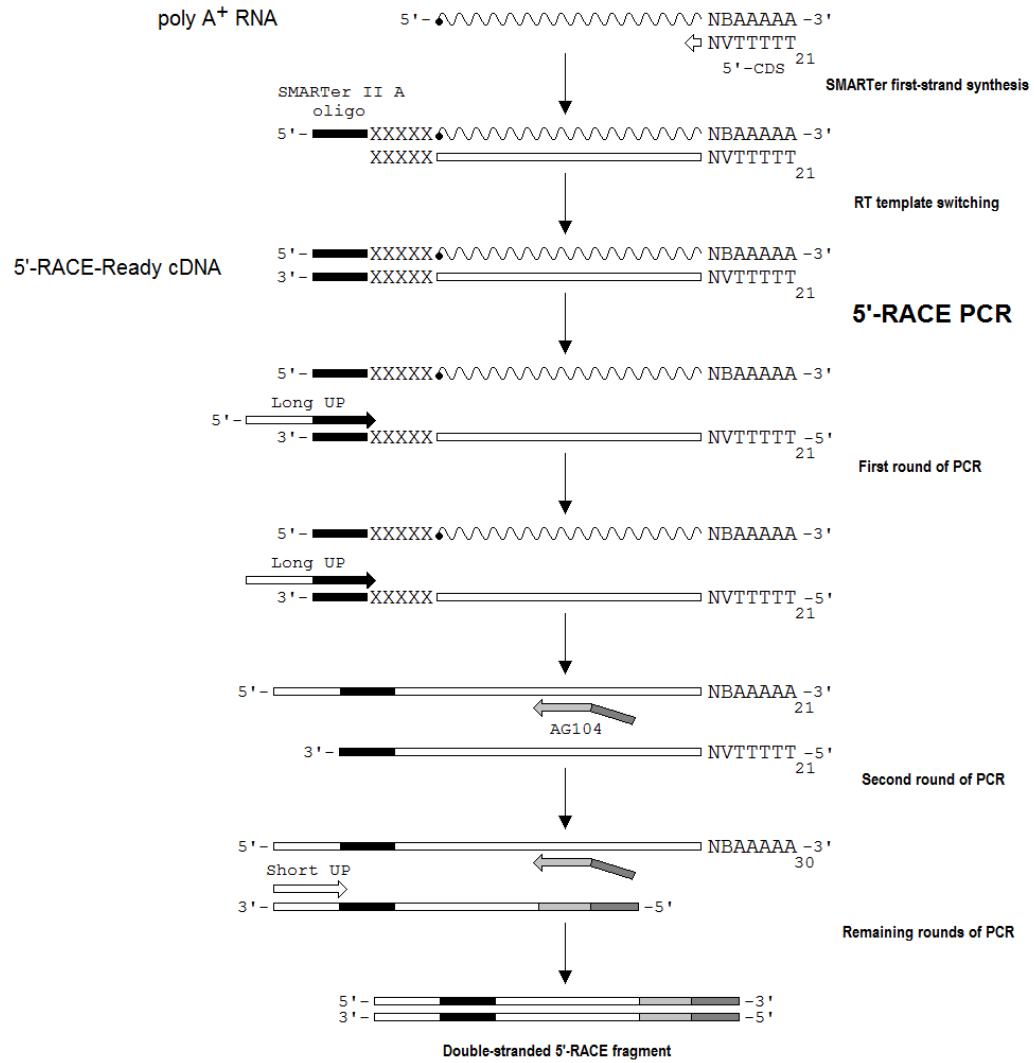 poly A+ RNA
5'- NBAAAAA -3'
NVTTTTT
21
5'-CDS
SMARTer first-strand synthesis
SMARTer II A
oligo
5'- XXXXX NBAAAAA -3'
XXXXX NVTTTTT
21
RT template switching
5'-RACE-Ready cDNA
5'- XXXXX NBAAAAA -3'
3'- XXXXX NVTTTTT
21
5'-RACE PCR
5'- XXXXX NBAAAAA -3'
Long UP
5'-
3'- XXXXX NVTTTTT -5'
21
First round of PCR
5'- XXXXX NBAAAAA -3'
Long UP
3'- XXXXX NVTTTTT -5'
21
5'- NBAAAAA -3'
21
AG104
3'- NVTTTTT -5'
21
Second round of PCR
5'- NBAAAAA -3'
30
Short UP
3'- -5'
Remaining rounds of PCR
5'- -3'
3'- -5'
Double-stranded 5'-RACE fragment